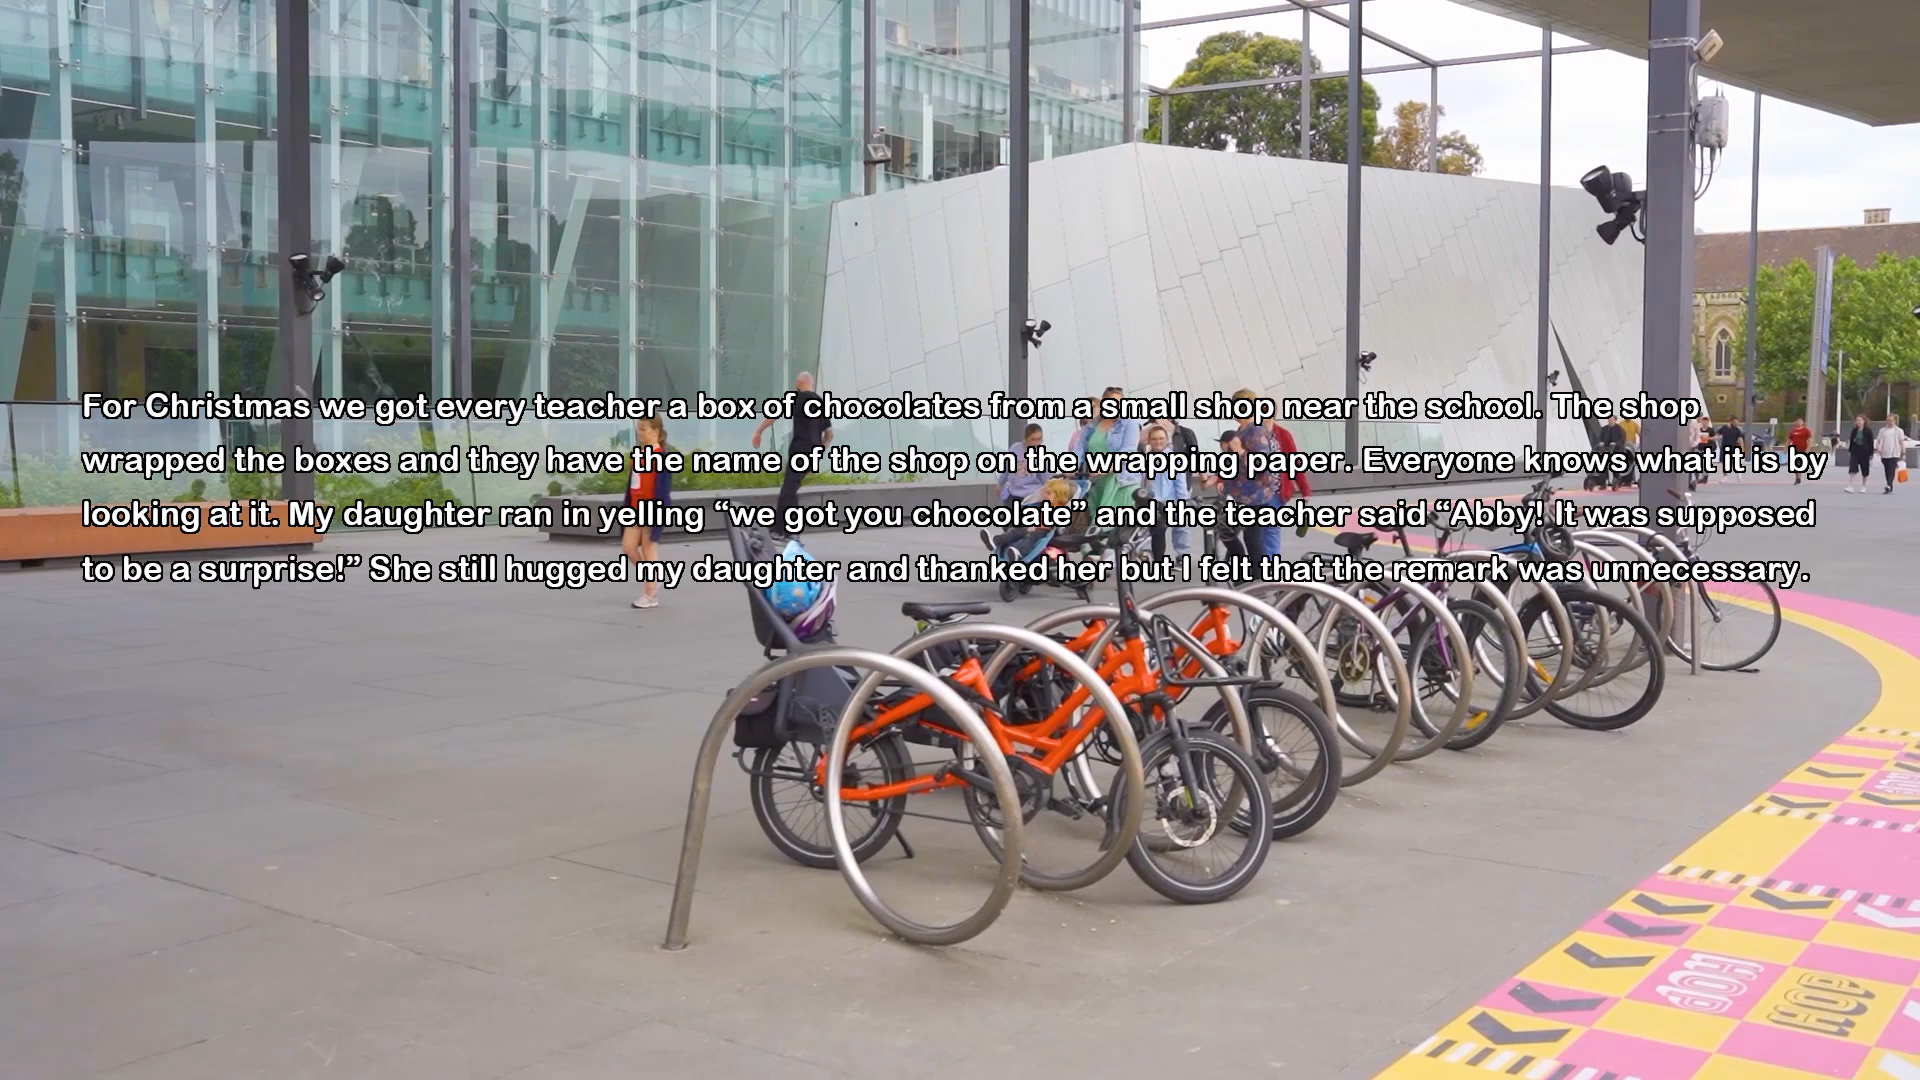 For Christmas we got every teacher a box of chocolates from a small shop near the school. The shop
wrapped the boxes and they have the name of the shop on the wrapping paper. Everyone knows what it is by
looking at it. My daughter ran in yelling “we got you chocolate” and the teacher said “Abby! It was supposed
to be a surprise!” She still hugged my daughter and thanked her but I felt that the remark was unnecessary.
HOP
HOP